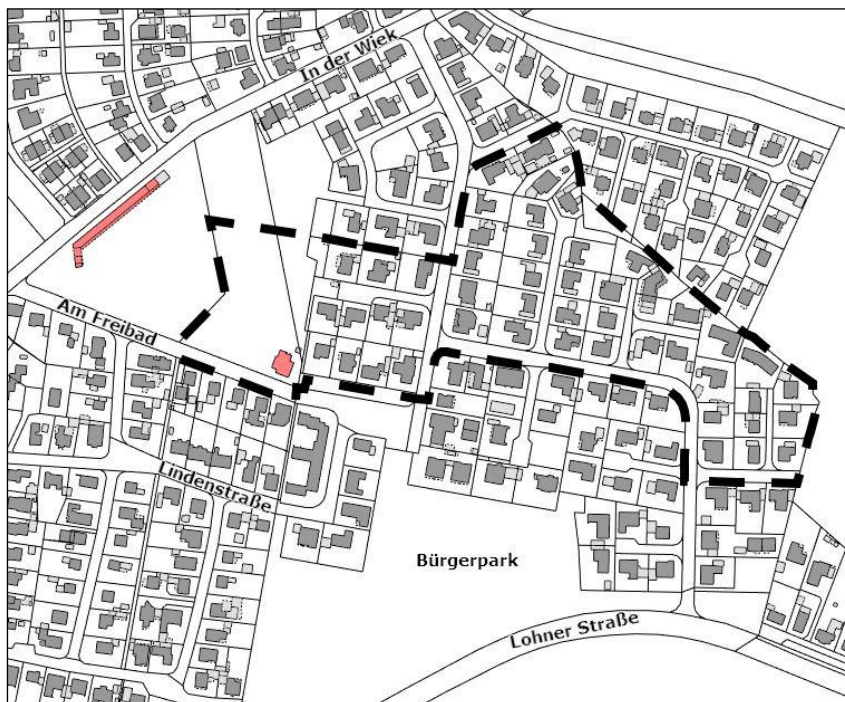 In der Wiek
Am Freibad
Lindenstraße
Bürgerpark
Lohner Straße